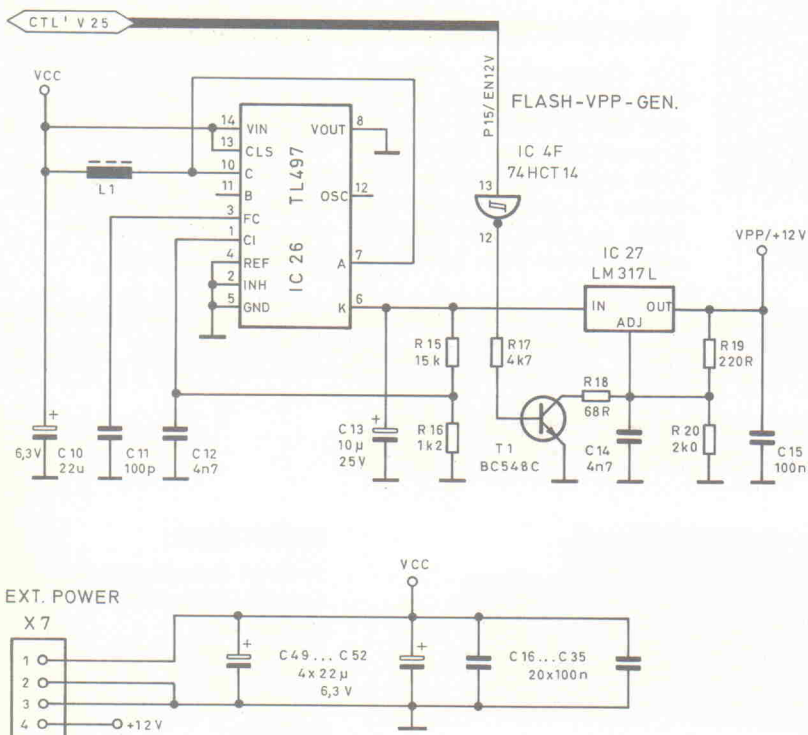 CTL' V 25
VCC
P15/EN12V
FLASH-VPP-GEN.
IC 4F
74HCT14
13
12
L1
14 VIN
13 CLS
10 C
11 B
3 FC
1 CI
4 REF
2 INH
5 GND
IC 26 TL497
VOUT 8
OSC 12
A 7
K 6
IC 27
LM317L
IN OUT
ADJ
VPP/+12V
R15
15k
R17
4k7
R19
220R
R18
68R
6,3V
+
C10
22u
C11
100p
C12
4n7
C13
10µ
25V
+
R16
1k2
T1
BC548C
C14
4n7
R20
2k0
C15
100n
EXT. POWER
X7
1
2
3
4
+12V
VCC
+
C49...C52
4x22µ
6,3V
+
C16...C35
20x100n